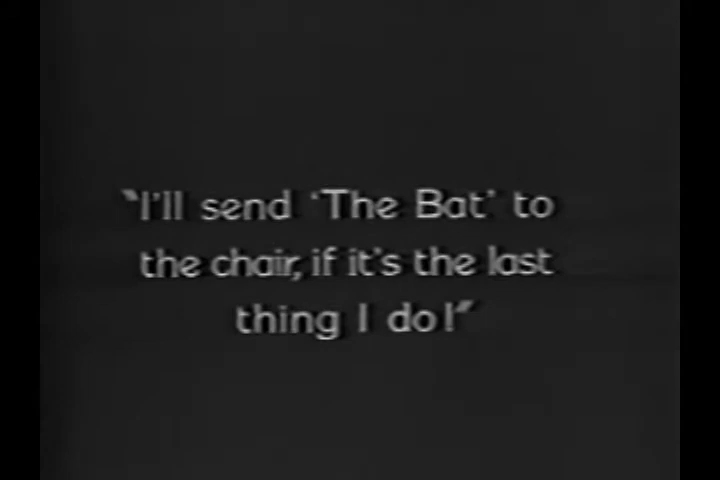 "I'll send 'The Bat' to
the chair, if it's the last
thing I do!"